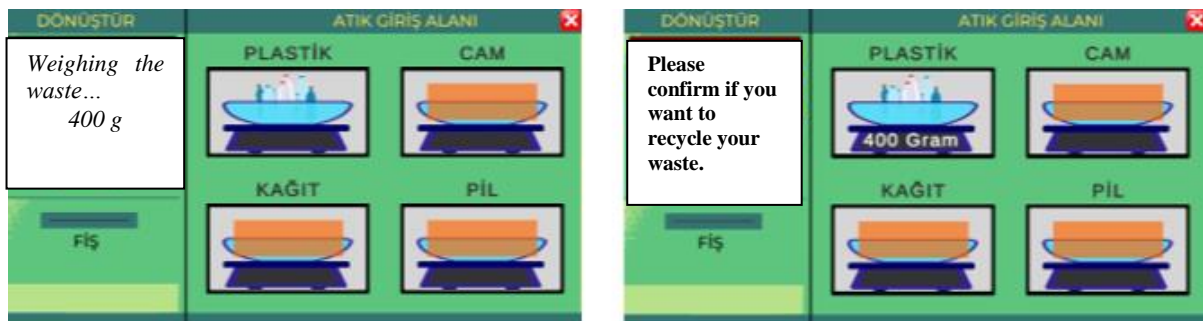 DÖNÜŞTÜR
ATIK GİRİŞ ALANI
Weighing the
waste…
400 g
PLASTİK
CAM
KAĞIT
PİL
FİŞ
DÖNÜŞTÜR
ATIK GİRİŞ ALANI
Please
confirm if you
want to
recycle your
waste.
PLASTİK
CAM
400 Gram
KAĞIT
PİL
FİŞ